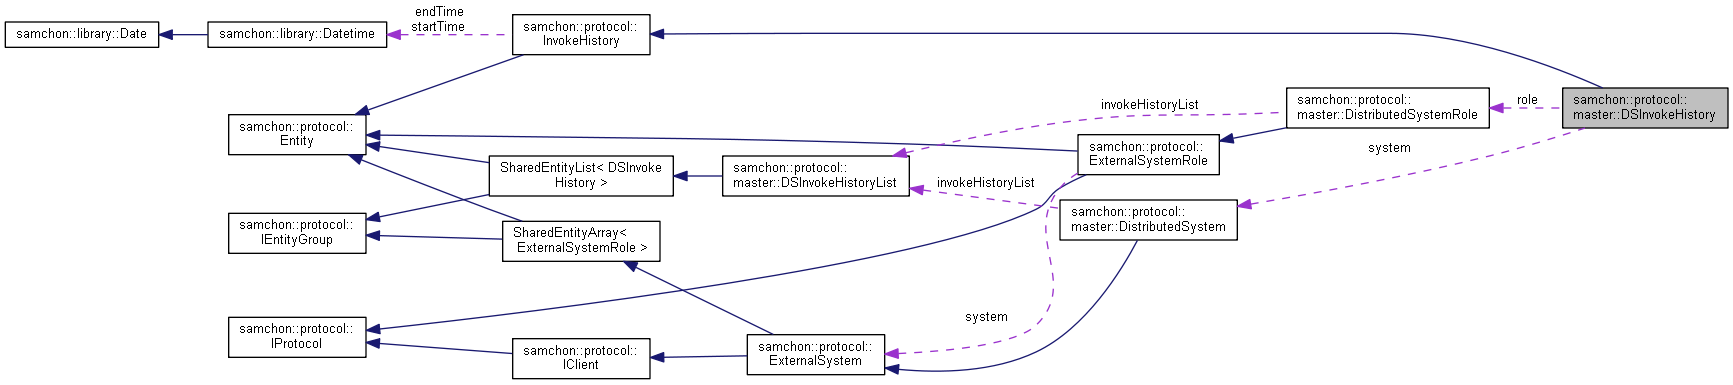 endTime
startTime
samchon::library::Date
samchon::library::Datetime
samchon::protocol::
InvokeHistory
samchon::protocol::
Entity
SharedEntityList< DSInvoke
History >
samchon::protocol::
master::DSInvokeHistoryList
invokeHistoryList
invokeHistoryList
samchon::protocol::
ExternalSystemRole
samchon::protocol::
master::DistributedSystemRole
role
samchon::protocol::
master::DSInvokeHistory
system
samchon::protocol::
master::DistributedSystem
samchon::protocol::
IEntityGroup
SharedEntityArray<
ExternalSystemRole >
system
samchon::protocol::
IProtocol
samchon::protocol::
IClient
samchon::protocol::
ExternalSystem